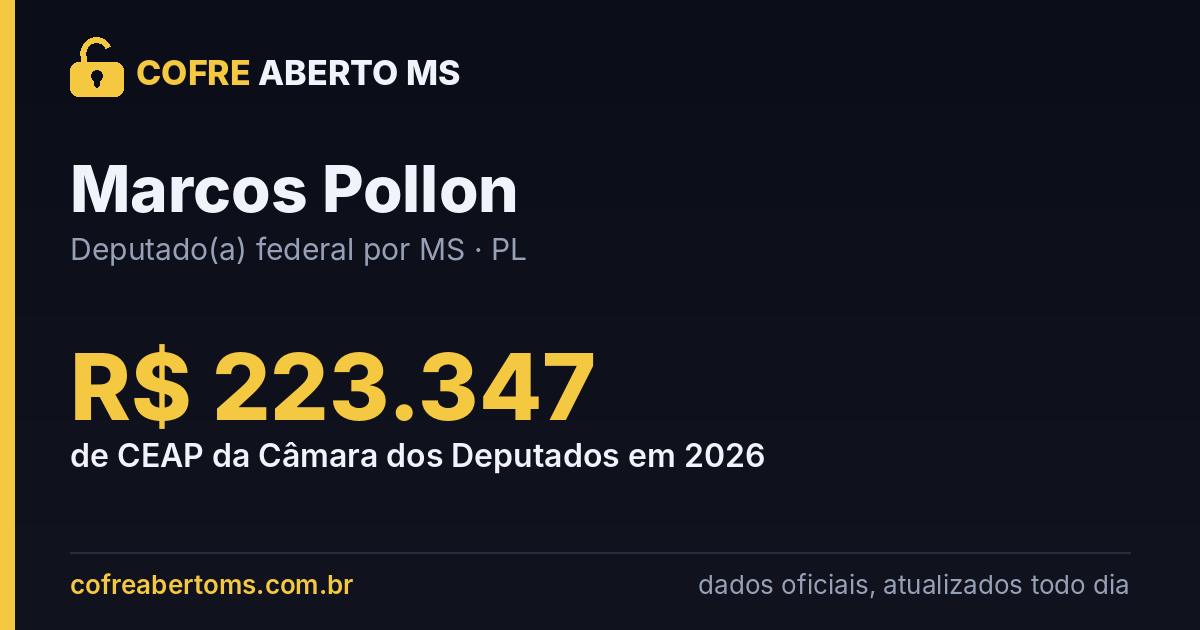 COFRE ABERTO MS
Marcos Pollon
Deputado(a) federal por MS · PL
R$ 223.347
de CEAP da Câmara dos Deputados em 2026
cofreabertoms.com.br
dados oficiais, atualizados todo dia